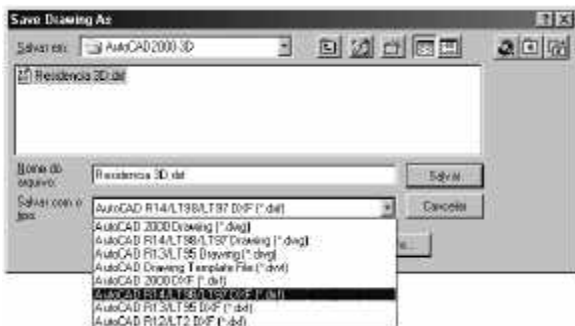 Save Drawing As
Salvar em: AutoCAD2000-3D
Residencia 3D.dxf
Nome do arquivo: Residencia 3D.dxf
Salvar
Salvar com o tipo: AutoCAD R14/LT98/LT97 DXF (*.dxf)
Cancelar
AutoCAD 2000 Drawing (*.dwg)
AutoCAD R14/LT98/LT97 Drawing (*.dwg)
AutoCAD R13/LT95 Drawing (*.dwg)
AutoCAD Drawing Template File (*.dwt)
AutoCAD 2000 DXF (*.dxf)
AutoCAD R14/LT98/LT97 DXF (*.dxf)
AutoCAD R13/LT95 DXF (*.dxf)
AutoCAD R12/LT2 DXF (*.dxf)